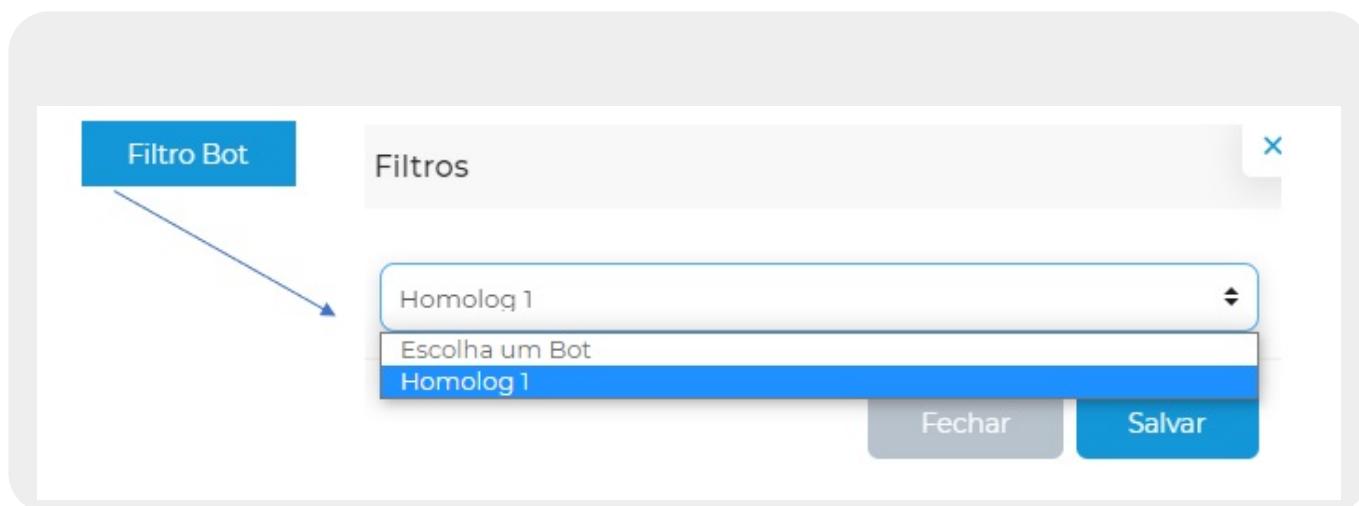 Filtro Bot
Filtros
×
Homolog 1
Escolha um Bot
Homolog 1
Fechar
Salvar